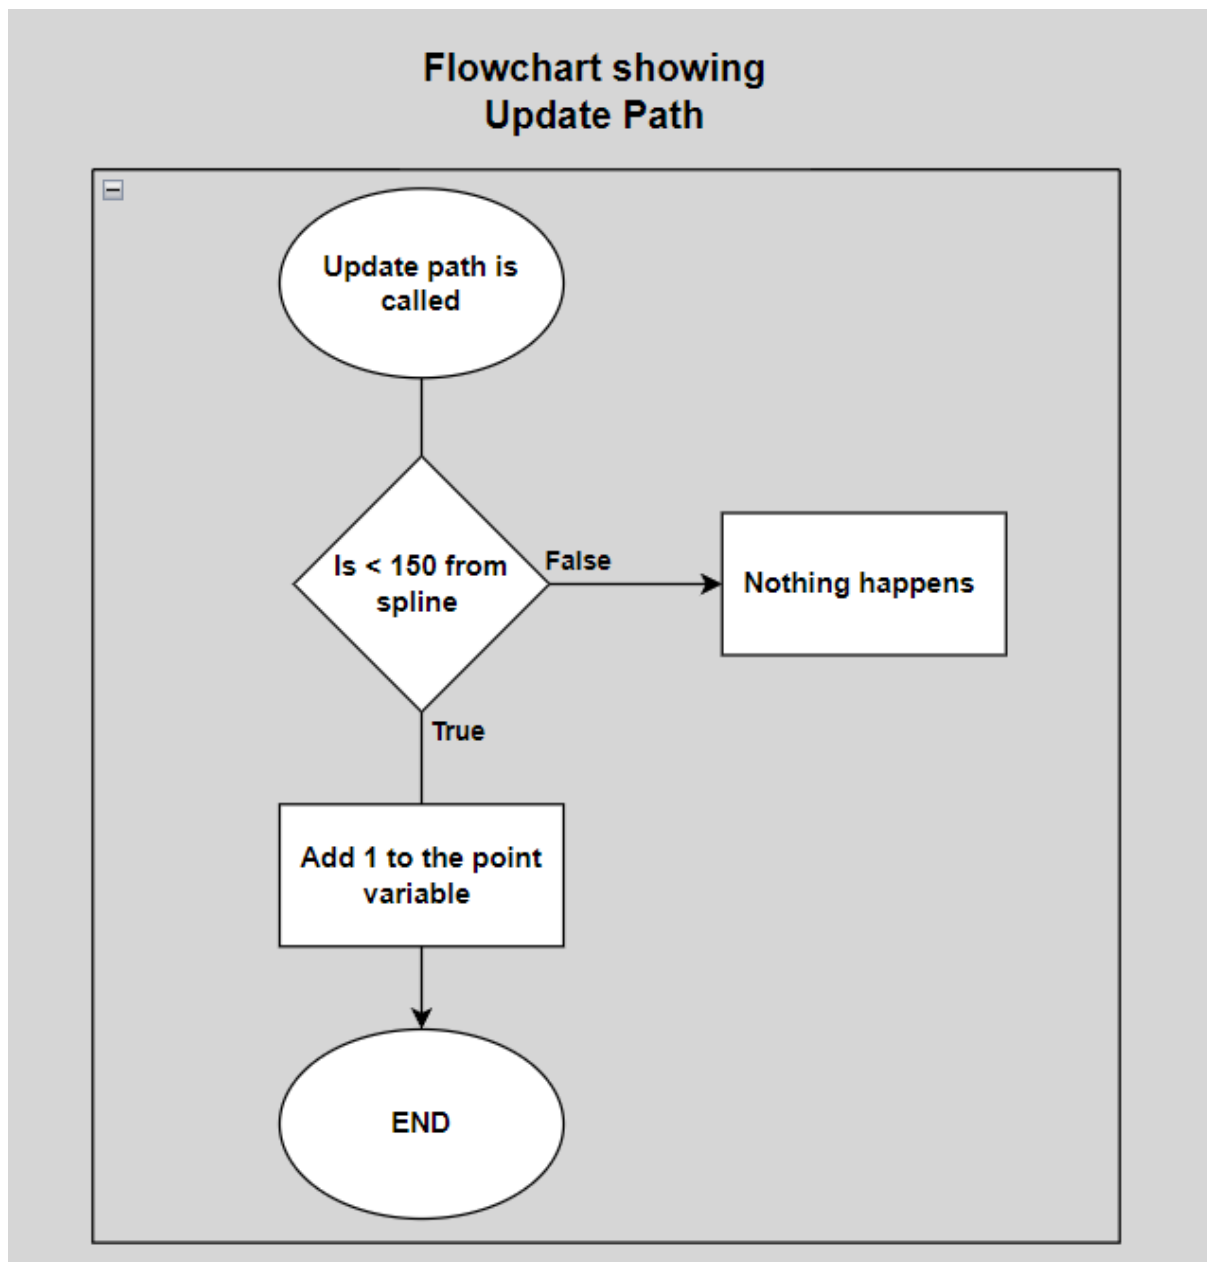 Flowchart showing
Update Path
Update path is
called
Is < 150 from
spline
False
Nothing happens
True
Add 1 to the point
variable
END